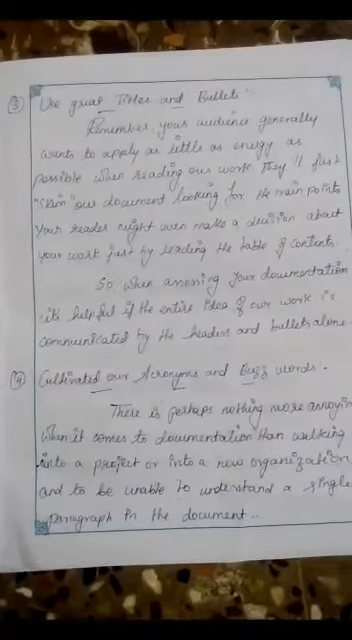 ③ Use great Titles and Bullets :-
Remember, your audience generally
wants to apply as little as energy as
possible when reading our work. They'll first
"Skim" our document looking for the main points
Your reader might even make a decision about
your work just by reading the table of contents.
So, when assessing your documentation
it's helpful if the entire idea of our work is
communicated by the headers and bullets alone.
④ Cultivated our Acronyms and Buzz words.
There is perhaps nothing more annoyin
when it comes to documentation than walking
into a project or into a new organization
and to be unable to understand a single
paragraph in the document..